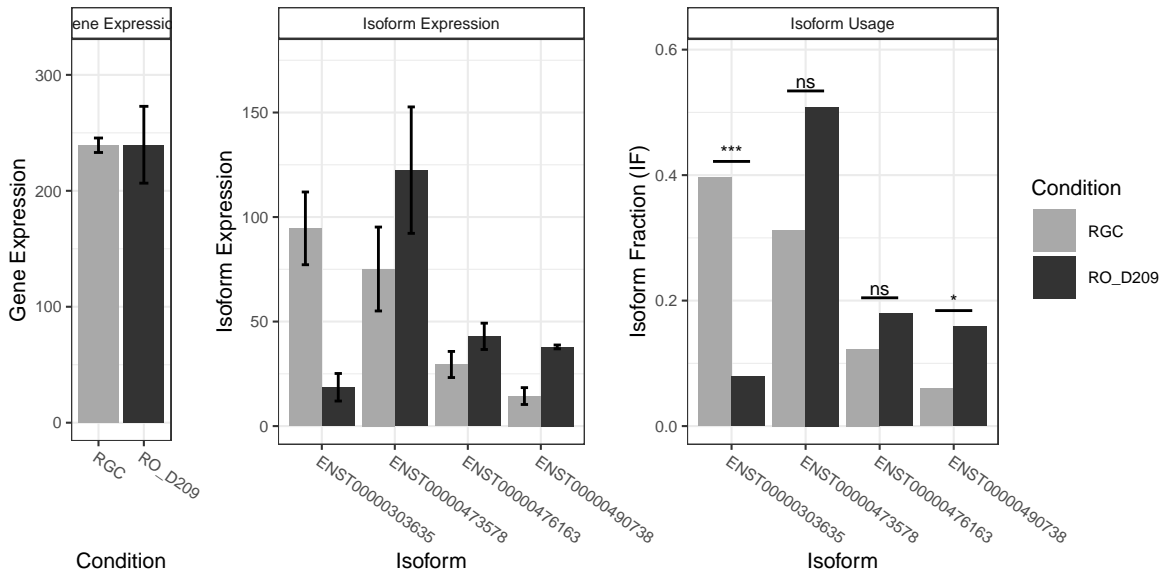 ene Expressio
Gene Expression
300
200
100
0
RGC
RO_D209
Condition
Isoform Expression
Isoform Expression
150
100
50
0
ENST00000303635
ENST00000473578
ENST00000476163
ENST00000490738
Isoform
Isoform Usage
Isoform Fraction (IF)
0.6
0.4
0.2
0.0
***
ns
ns
*
ENST00000303635
ENST00000473578
ENST00000476163
ENST00000490738
Isoform
Condition
RGC
RO_D209